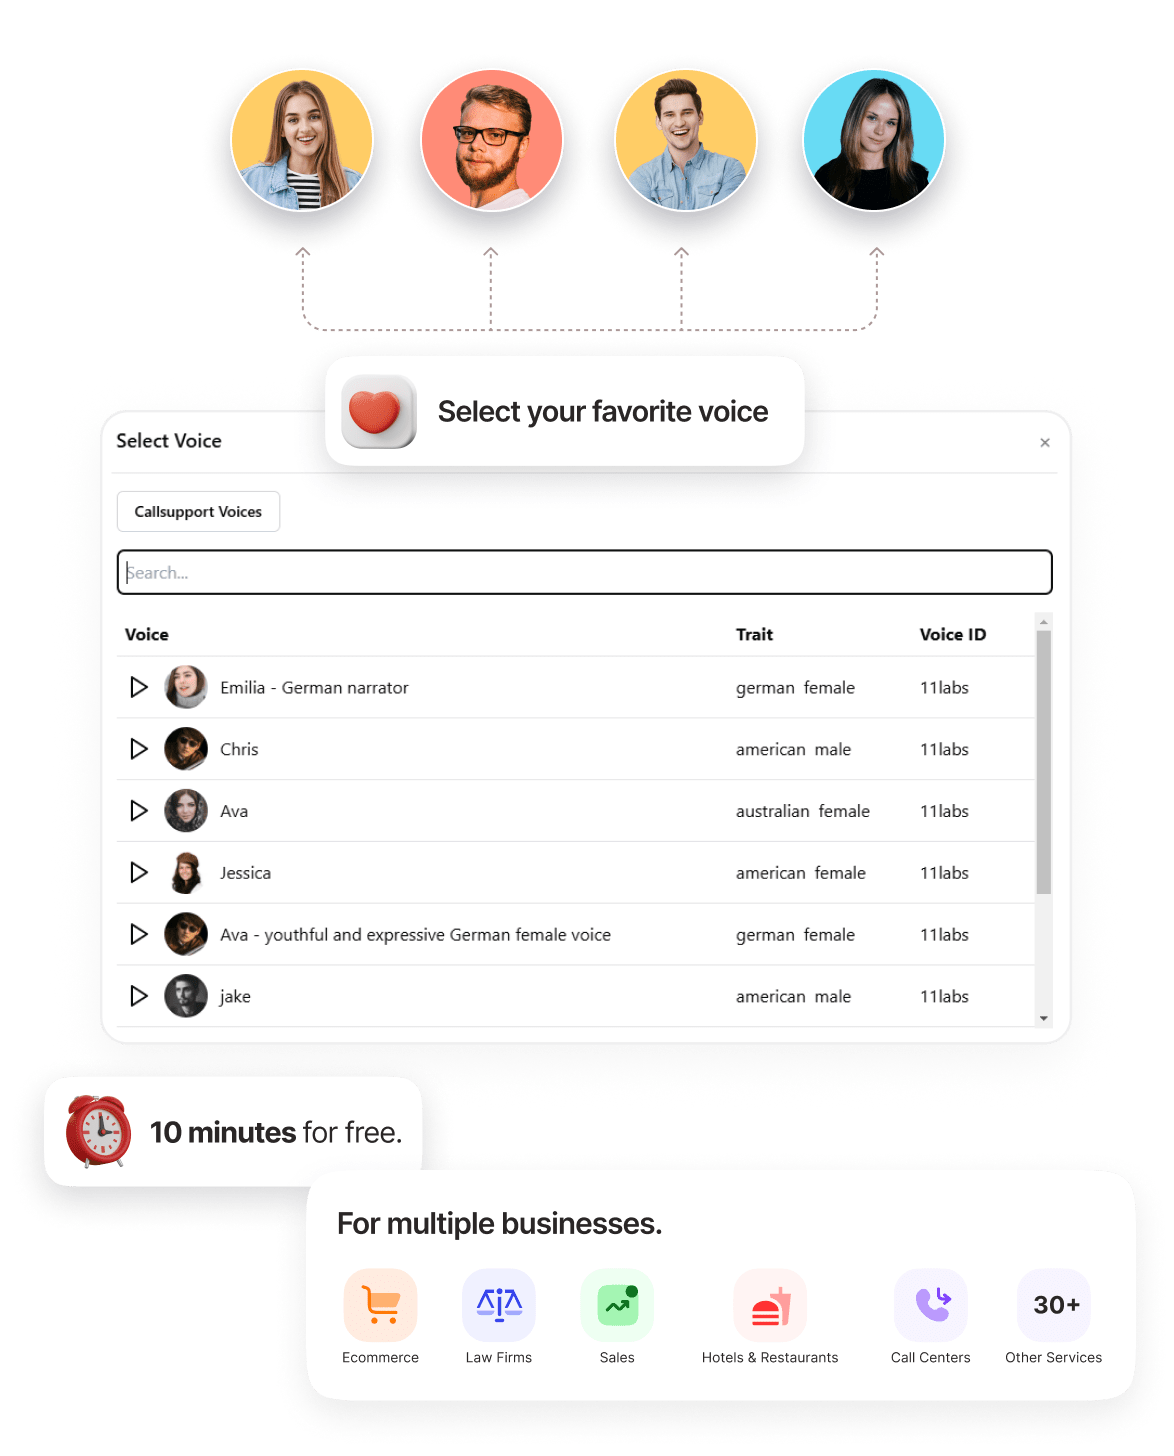 Select your favorite voice
Select Voice
×
Callsupport Voices
Search...
Voice Trait Voice ID
Emilia - German narrator german female 11labs
Chris american male 11labs
Ava australian female 11labs
Jessica american female 11labs
Ava - youthful and expressive German female voice german female 11labs
jake american male 11labs
10 minutes for free.
For multiple businesses.
30+
Ecommerce Law Firms Sales Hotels & Restaurants Call Centers Other Services